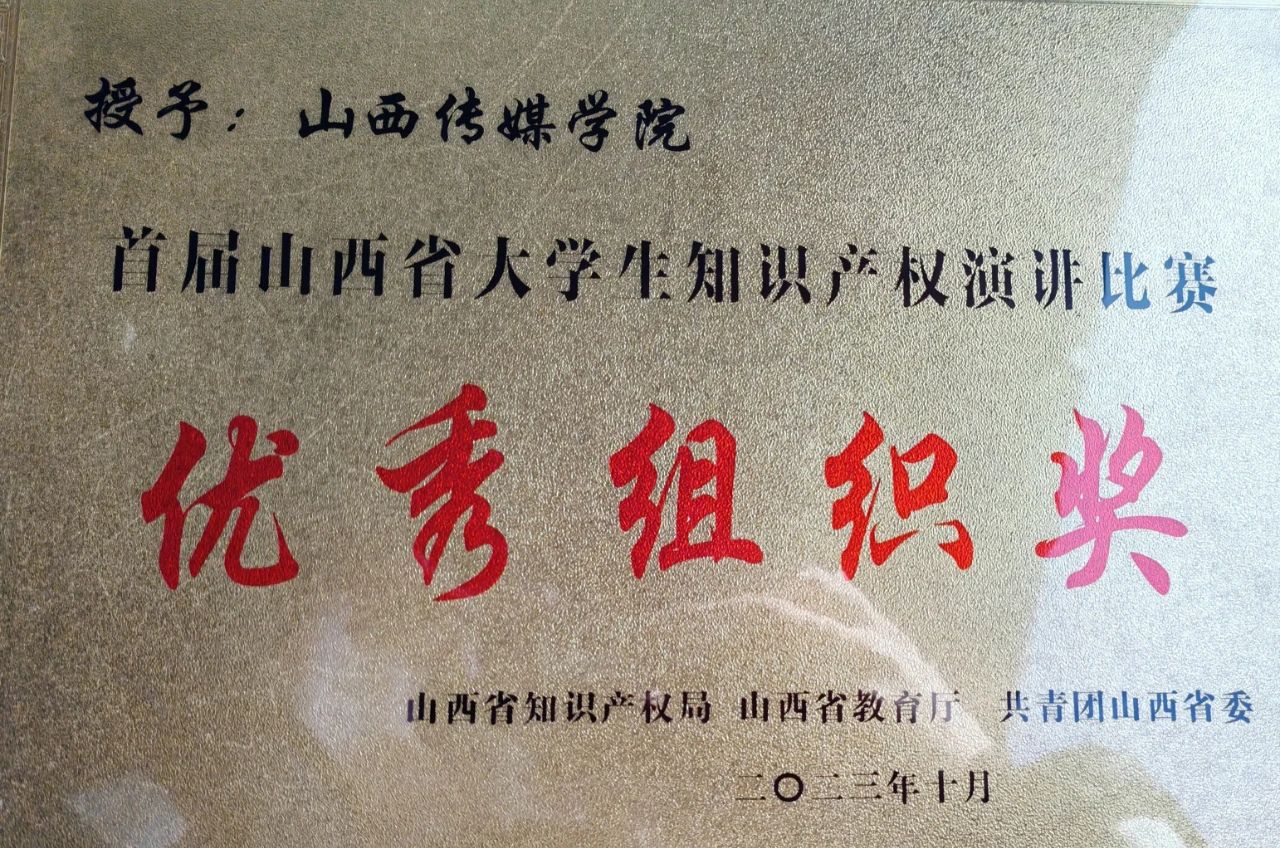 授予：山西传媒学院
首届山西省大学生知识产权演讲比赛
优秀组织奖
山西省知识产权局 山西省教育厅 共青团山西省委
二〇二三年十月